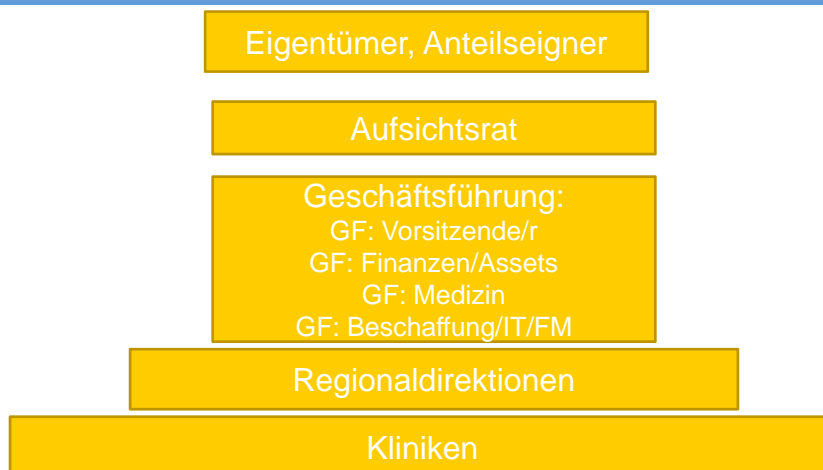 Eigentümer, Anteilseigner
Aufsichtsrat
Geschäftsführung:
GF: Vorsitzende/r
GF: Finanzen/Assets
GF: Medizin
GF: Beschaffung/IT/FM
Regionaldirektionen
Kliniken